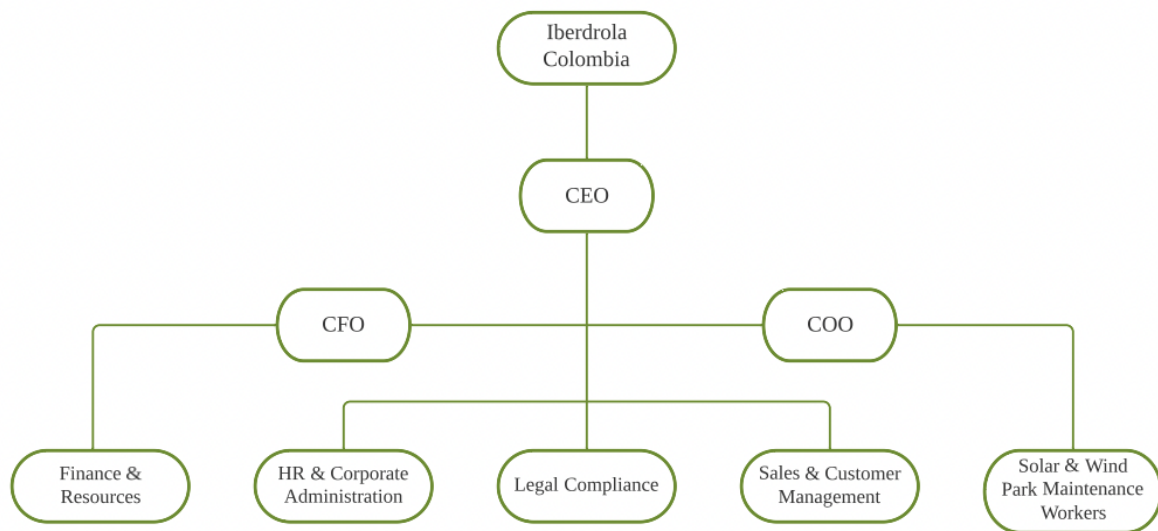 Iberdrola
Colombia
CEO
CFO
COO
Finance &
Resources
HR & Corporate
Administration
Legal Compliance
Sales & Customer
Management
Solar & Wind
Park Maintenance
Workers